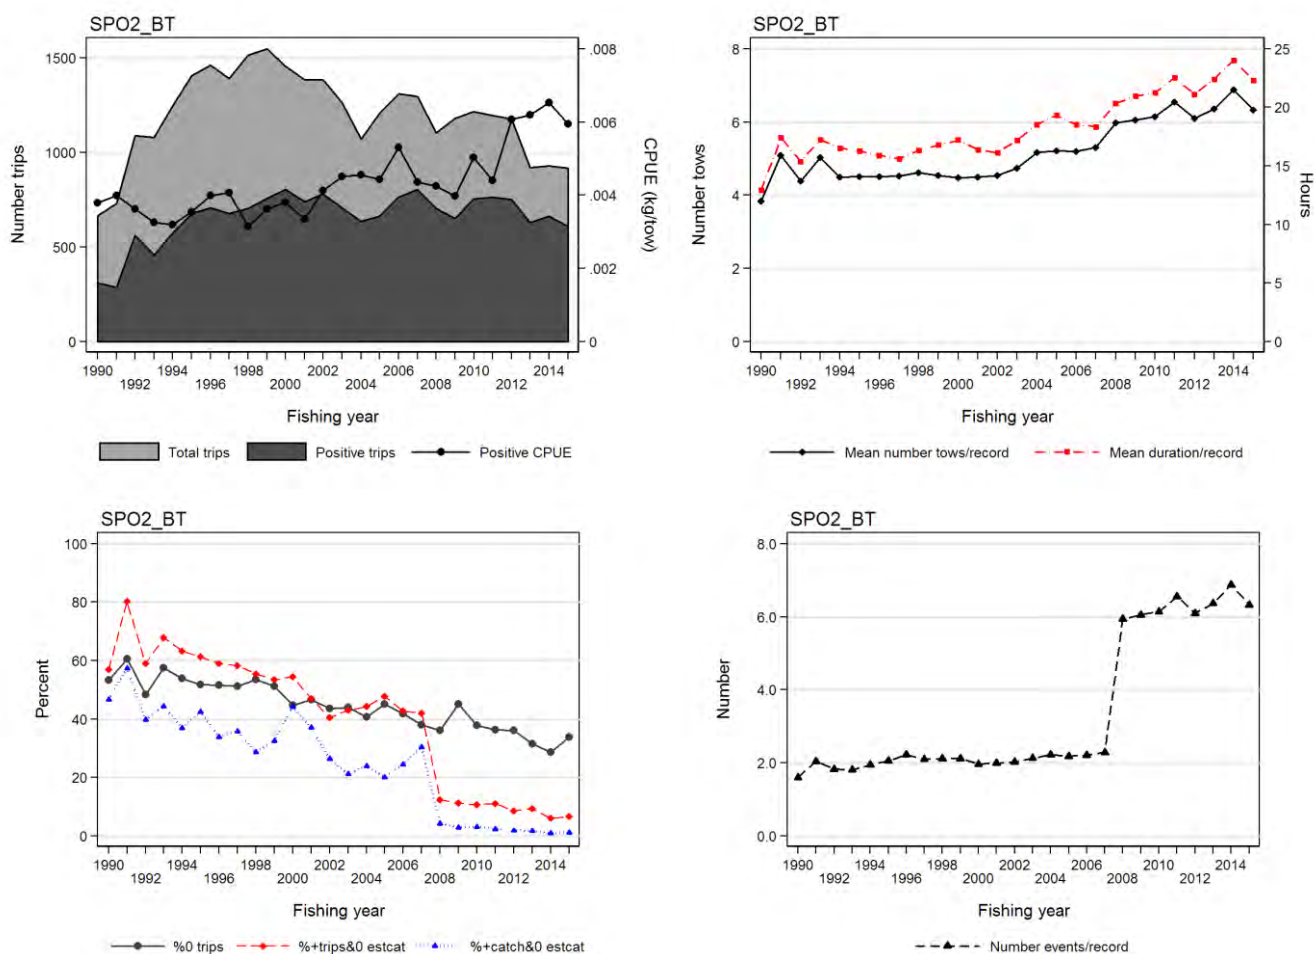 SPO2_BT
1500
1000
500
0
Number trips
.008
.006
.004
.002
0
CPUE (kg/tow)
1990 1994 1998 2002 2006 2010 2014
1992 1996 2000 2004 2008 2012
Fishing year
Total trips Positive trips Positive CPUE
SPO2_BT
8
6
4
2
0
Number tows
25
20
15
10
5
0
Hours
1990 1994 1998 2002 2006 2010 2014
1992 1996 2000 2004 2008 2012
Fishing year
Mean number tows/record Mean duration/record
SPO2_BT
100
80
60
40
20
0
Percent
1990 1994 1998 2002 2006 2010 2014
1992 1996 2000 2004 2008 2012
Fishing year
%0 trips %+trips&0 estcat %+catch&0 estcat
SPO2_BT
8.0
6.0
4.0
2.0
0.0
Number
1990 1994 1998 2002 2006 2010 2014
1992 1996 2000 2004 2008 2012
Fishing year
Number events/record